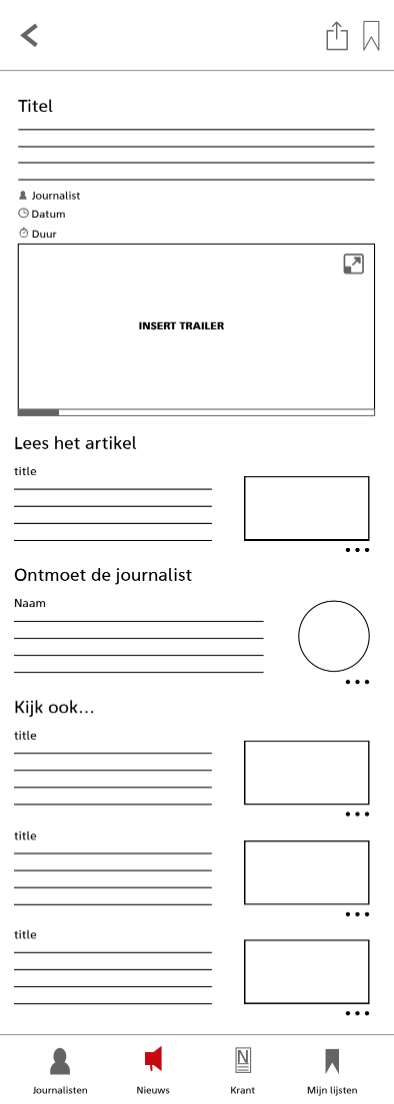 Titel
Journalist
Datum
Duur
INSERT TRAILER
Lees het artikel
title
Ontmoet de journalist
Naam
Kijk ook...
title
title
title
N
Journalisten
Nieuws
Krant
Mijn lijsten